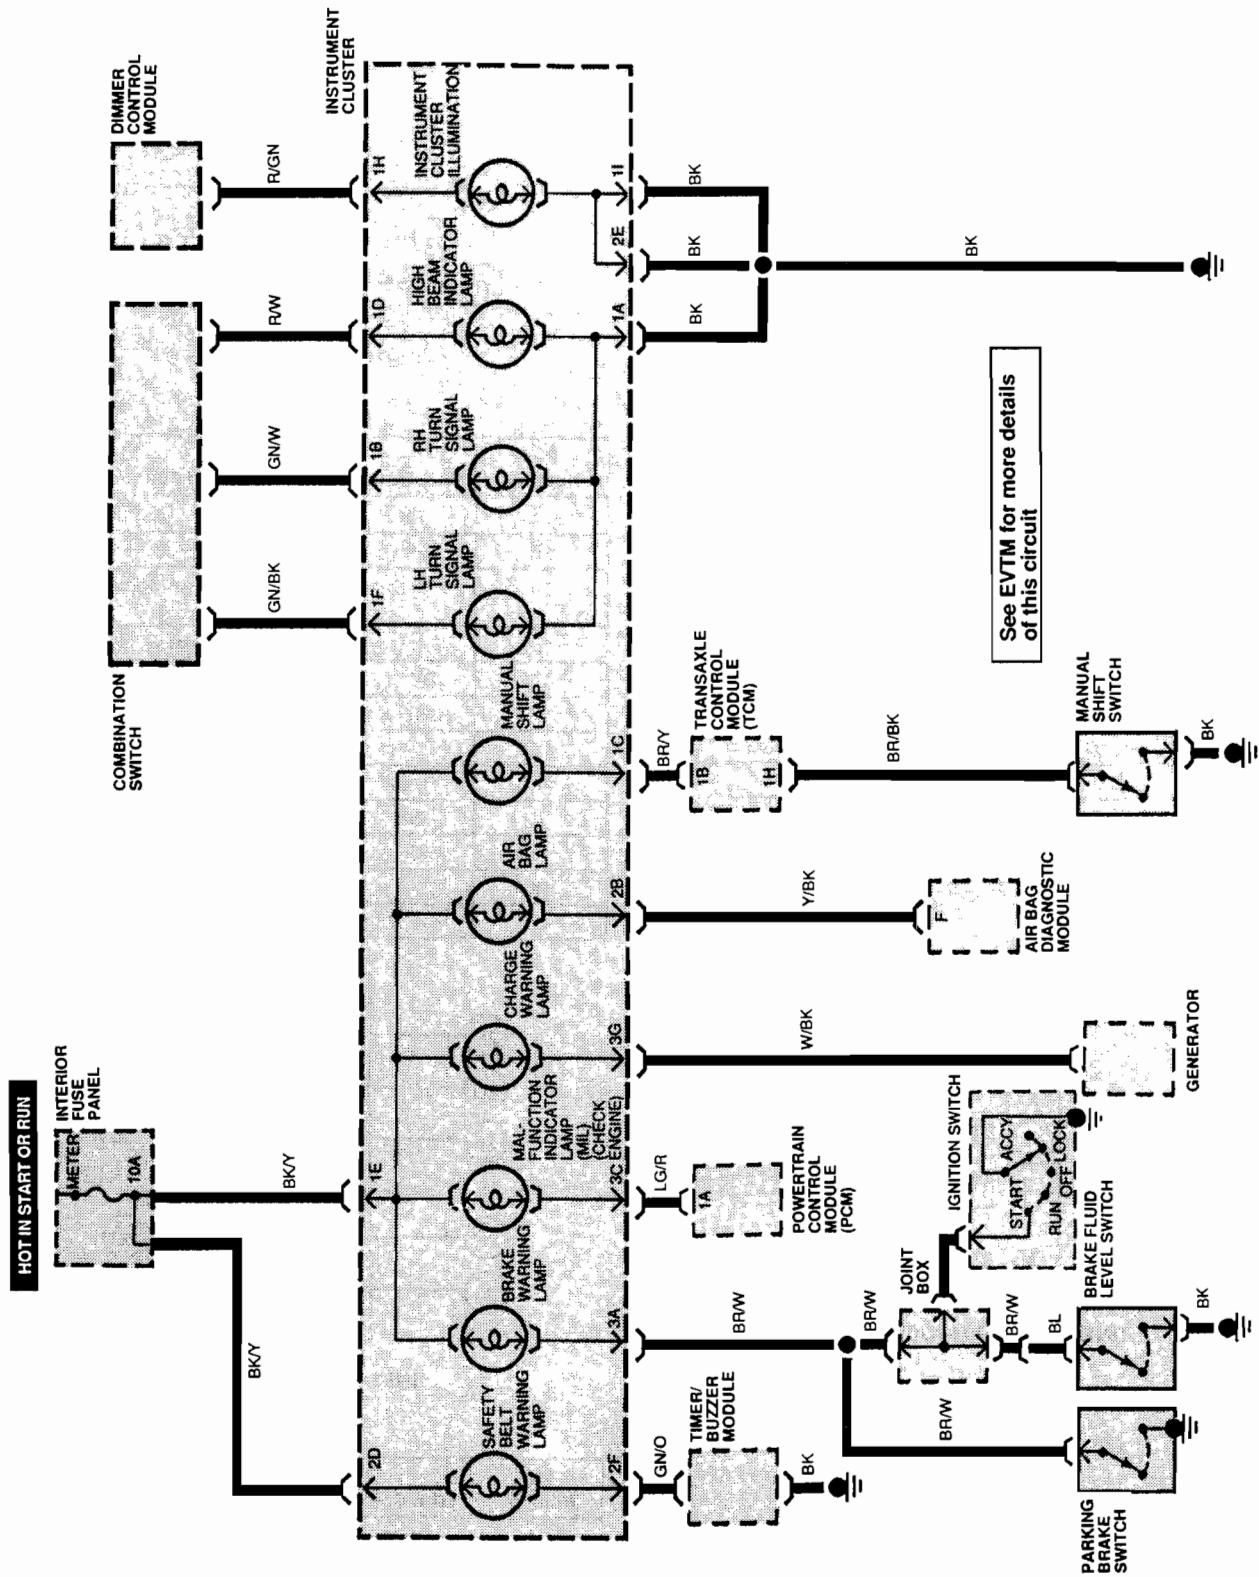 HOT IN START OR RUN
INTERIOR
FUSE
PANEL
METER
10A
BK/Y
BK/Y
COMBINATION
SWITCH
GN/BK
GN/W
R/W
DIMMER
CONTROL
MODULE
R/GN
INSTRUMENT
CLUSTER
2D
1E
1F
1B
1D
1H
SAFETY
BELT
WARNING
LAMP
BRAKE
WARNING
LAMP
MAL-
FUNCTION
INDICATOR
LAMP
(MIL)
(CHECK
ENGINE)
CHARGE
WARNING
LAMP
AIR
BAG
LAMP
MANUAL
SHIFT
LAMP
LH
TURN
SIGNAL
LAMP
RH
TURN
SIGNAL
LAMP
HIGH
BEAM
INDICATOR
LAMP
INSTRUMENT
CLUSTER
ILLUMINATION
2F
3A
3C
3G
2B
1C
1A
2E
1I
GN/O
TIMER/
BUZZER
MODULE
BK
BR/W
BR/W
BR/W
JOINT
BOX
BR/W
BL
PARKING
BRAKE
SWITCH
BRAKE FLUID
LEVEL SWITCH
BK
IGNITION SWITCH
START
ACCY
RUN
OFF
LOCK
LG/R
1A
POWERTRAIN
CONTROL
MODULE
(PCM)
W/BK
GENERATOR
Y/BK
F
AIR BAG
DIAGNOSTIC
MODULE
BR/Y
1B
1H
TRANSAXLE
CONTROL
MODULE
(TCM)
BR/BK
MANUAL
SHIFT
SWITCH
BK
BK
BK
BK
BK
See EVTM for more details
of this circuit